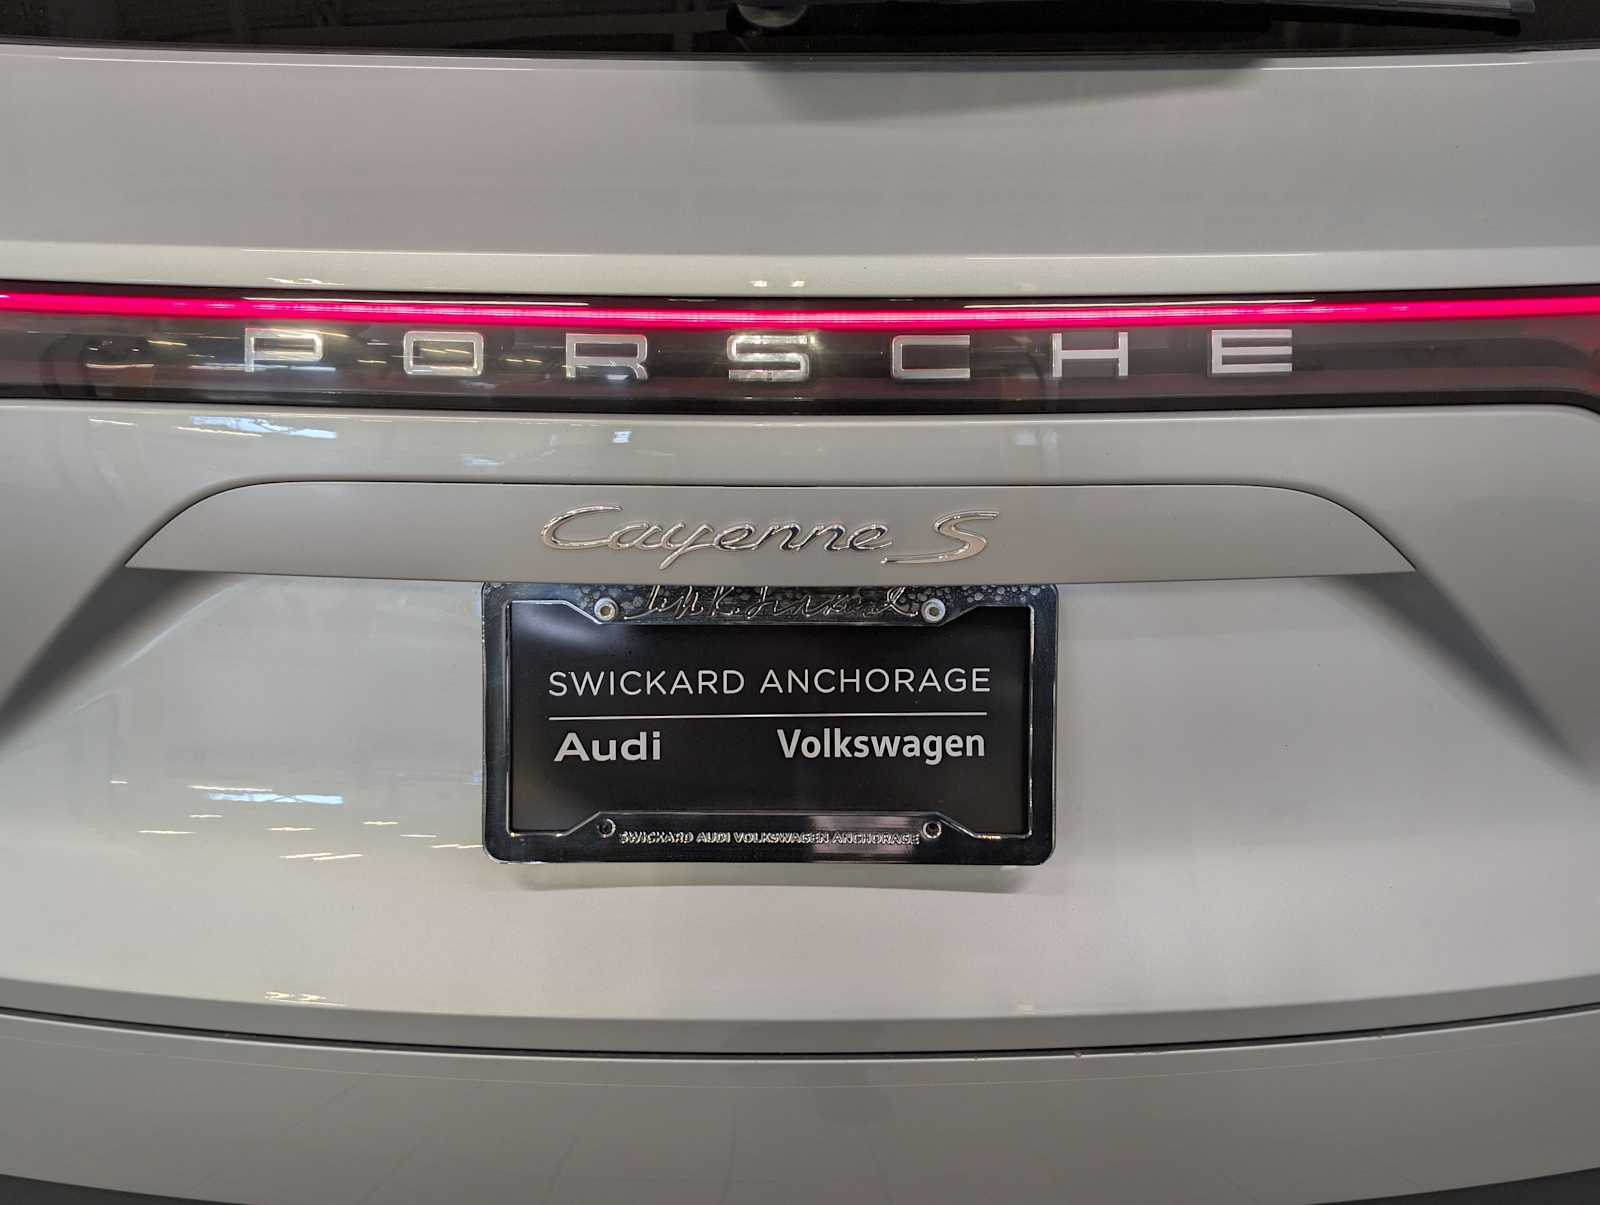 PORSCHE
Cayenne S
SWICKARD ANCHORAGE
Audi Volkswagen
SWICKARD AUDI VOLKSWAGEN ANCHORAGE